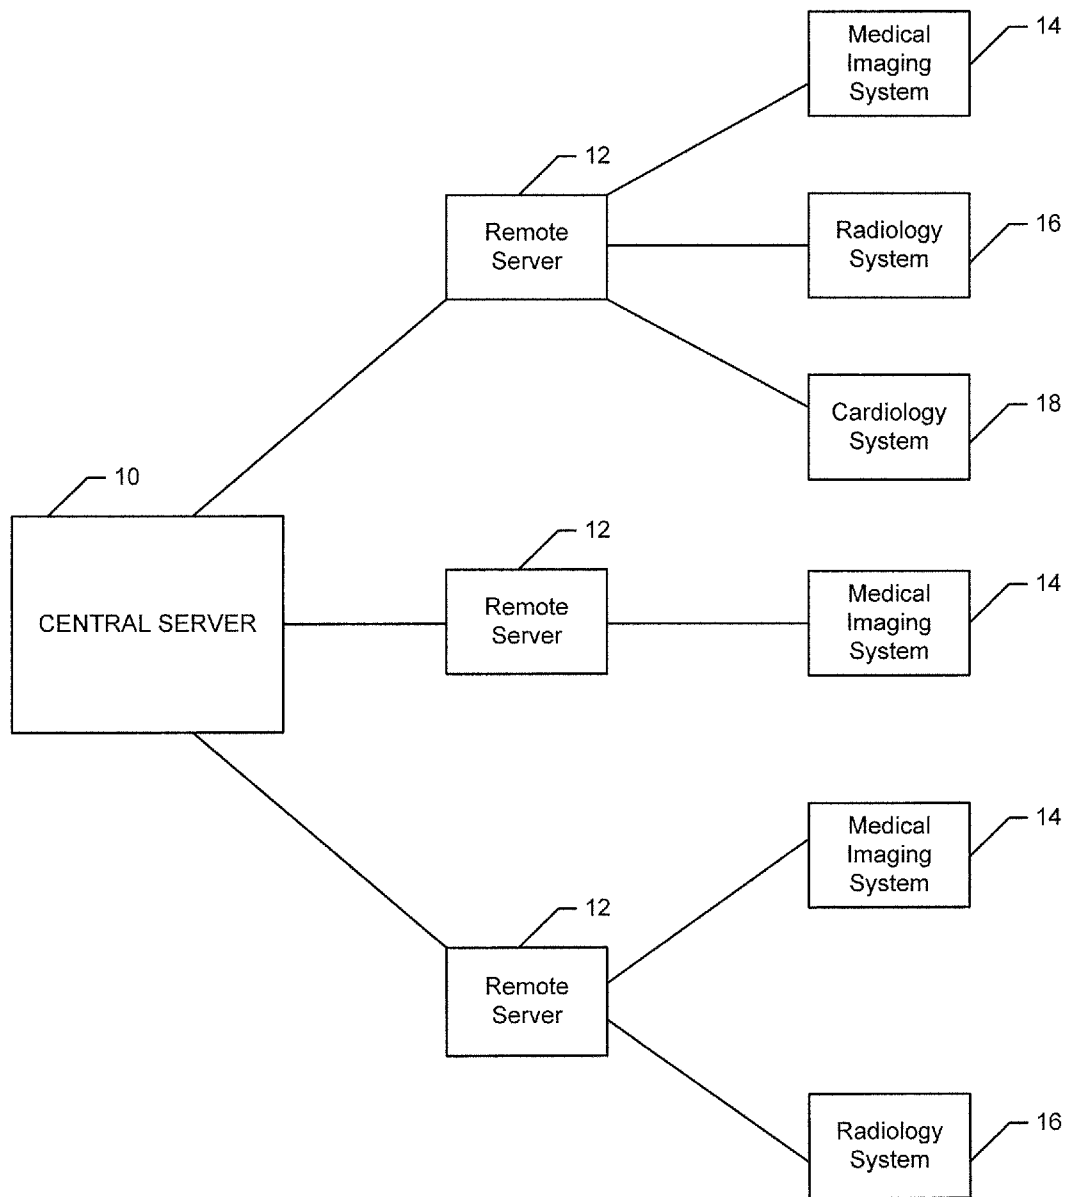 Medical
Imaging
System
14
12
Remote
Server
Radiology
System
16
Cardiology
System
18
10
CENTRAL SERVER
12
Remote
Server
Medical
Imaging
System
14
Medical
Imaging
System
14
12
Remote
Server
Radiology
System
16